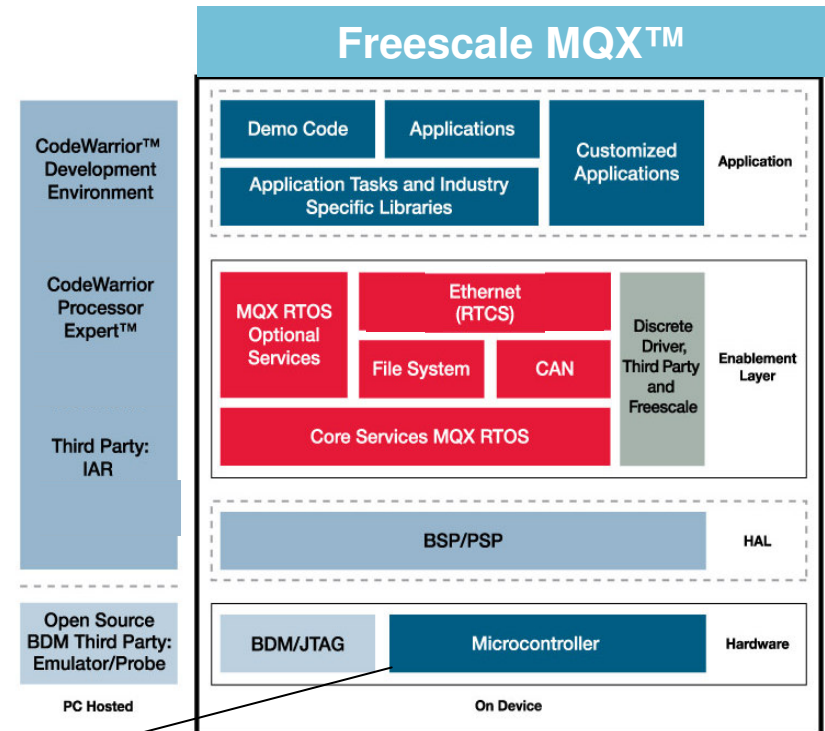 Freescale MQX™
CodeWarrior™
Development
Environment
CodeWarrior
Processor
Expert™
Third Party:
IAR
Open Source
BDM Third Party:
Emulator/Probe
PC Hosted
Demo Code
Applications
Application Tasks and Industry
Specific Libraries
Customized
Applications
Application
MQX RTOS
Optional
Services
Ethernet
(RTCS)
File System
CAN
Core Services MQX RTOS
Discrete
Driver,
Third Party
and
Freescale
Enablement
Layer
BSP/PSP
HAL
BDM/JTAG
Microcontroller
Hardware
On Device